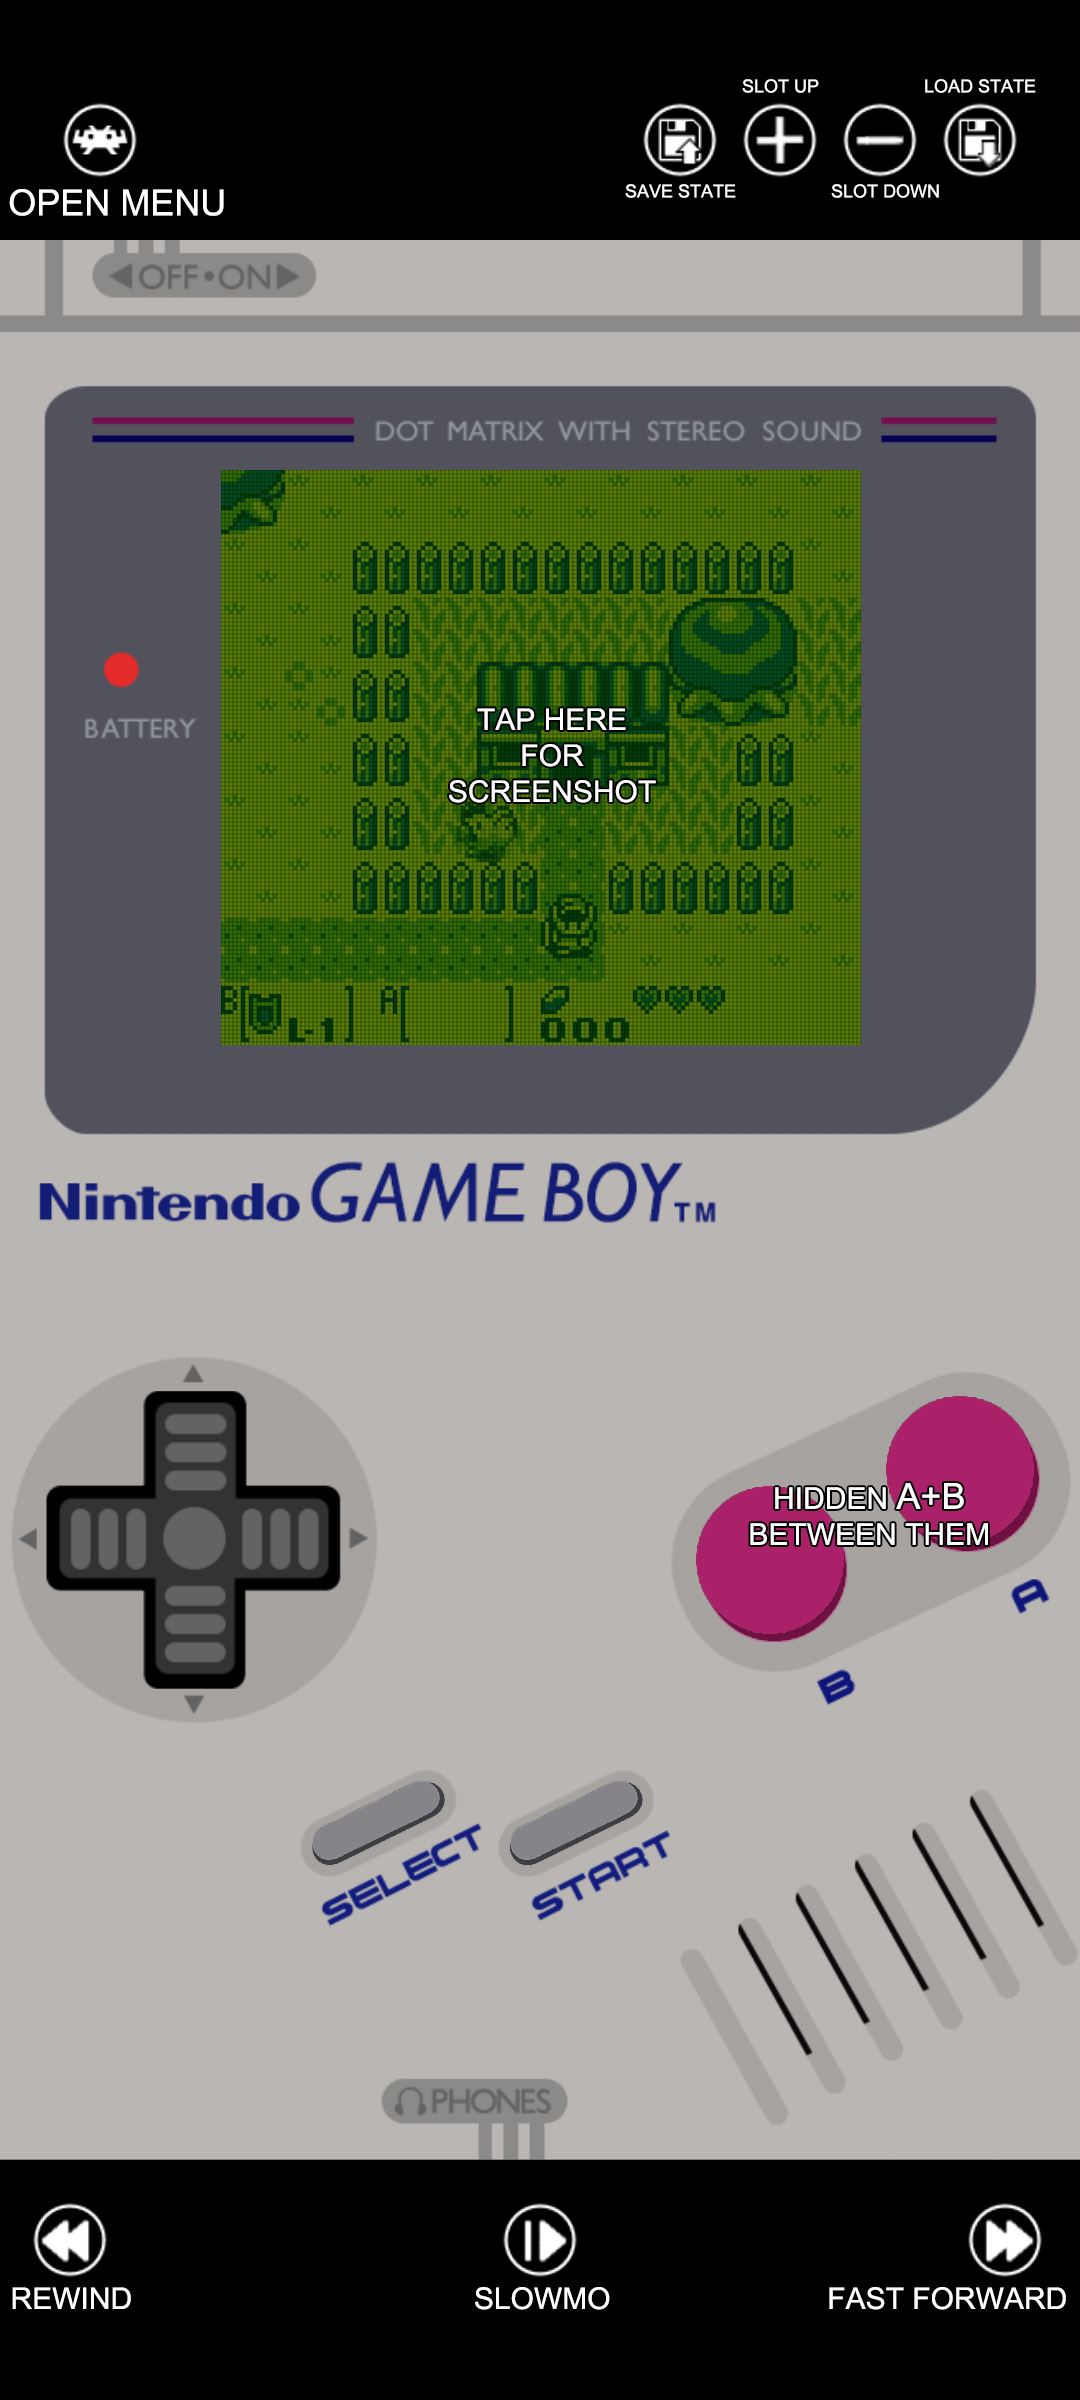 SLOT UP
LOAD STATE
OPEN MENU
SAVE STATE
SLOT DOWN
OFF•ON
DOT MATRIX WITH STEREO SOUND
BATTERY
TAP HERE
FOR
SCREENSHOT
B[ L-1 ] A[ ] 000
Nintendo GAME BOY TM
HIDDEN A+B
BETWEEN THEM
A
B
SELECT
START
PHONES
REWIND
SLOWMO
FAST FORWARD